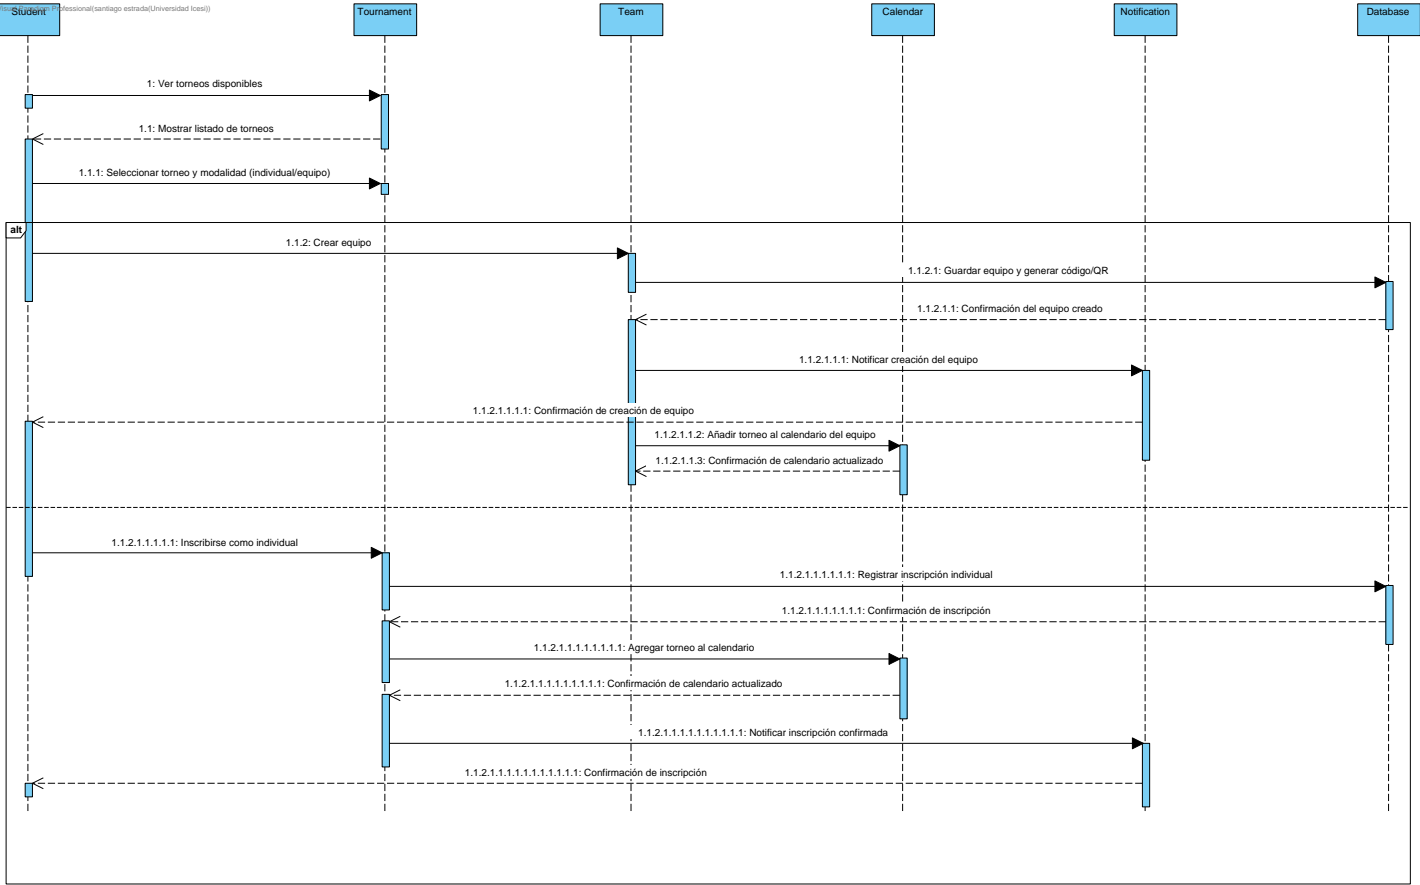 Visual Paradigm Professional(santiago estrada(Universidad Icesi))
Student
Tournament
Team
Calendar
Notification
Database
1: Ver torneos disponibles
1.1: Mostrar listado de torneos
1.1.1: Seleccionar torneo y modalidad (individual/equipo)
alt
1.1.2: Crear equipo
1.1.2.1: Guardar equipo y generar código/QR
1.1.2.1.1: Confirmación del equipo creado
1.1.2.1.1.1: Notificar creación del equipo
1.1.2.1.1.1.1: Confirmación de creación de equipo
1.1.2.1.1.2: Añadir torneo al calendario del equipo
1.1.2.1.1.3: Confirmación de calendario actualizado
1.1.2.1.1.1.1.1: Inscribirse como individual
1.1.2.1.1.1.1.1.1: Registrar inscripción individual
1.1.2.1.1.1.1.1.1.1: Confirmación de inscripción
1.1.2.1.1.1.1.1.1.1.1: Agregar torneo al calendario
1.1.2.1.1.1.1.1.1.1.1.1: Confirmación de calendario actualizado
1.1.2.1.1.1.1.1.1.1.1.1.1: Notificar inscripción confirmada
1.1.2.1.1.1.1.1.1.1.1.1.1.1: Confirmación de inscripción